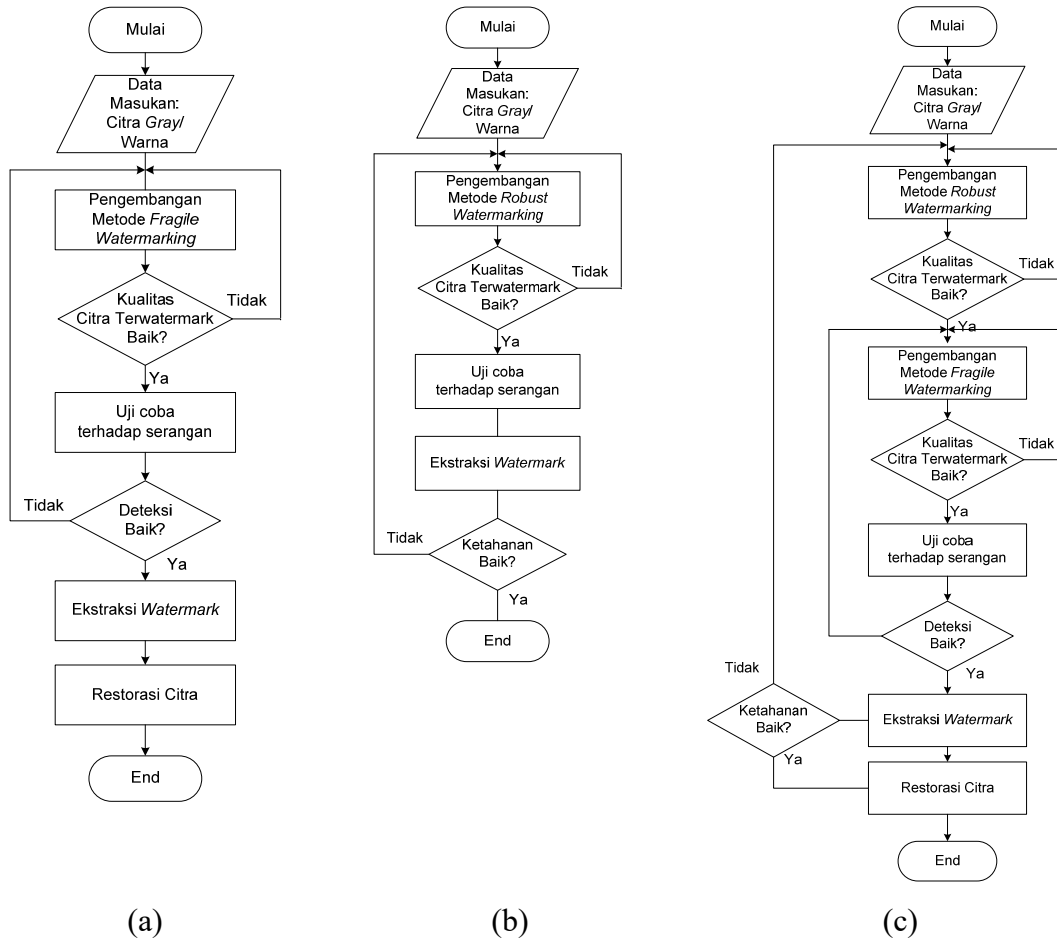 Mulai
Data
Masukan:
Citra Gray/
Warna
Pengembangan
Metode Fragile
Watermarking
Kualitas
Citra Terwatermark
Baik?
Tidak
Ya
Uji coba
terhadap serangan
Tidak
Deteksi
Baik?
Ya
Ekstraksi Watermark
Restorasi Citra
End
(a)
Mulai
Data
Masukan:
Citra Gray/
Warna
Pengembangan
Metode Robust
Watermarking
Kualitas
Citra Terwatermark
Baik?
Tidak
Ya
Uji coba
terhadap serangan
Ekstraksi Watermark
Tidak
Ketahanan
Baik?
Ya
End
(b)
Mulai
Data
Masukan:
Citra Gray/
Warna
Pengembangan
Metode Robust
Watermarking
Kualitas
Citra Terwatermark
Baik?
Tidak
Ya
Pengembangan
Metode Fragile
Watermarking
Kualitas
Citra Terwatermark
Baik?
Tidak
Ya
Uji coba
terhadap serangan
Deteksi
Baik?
Ya
Tidak
Ketahanan
Baik?
Ya
Ekstraksi Watermark
Restorasi Citra
End
(c)